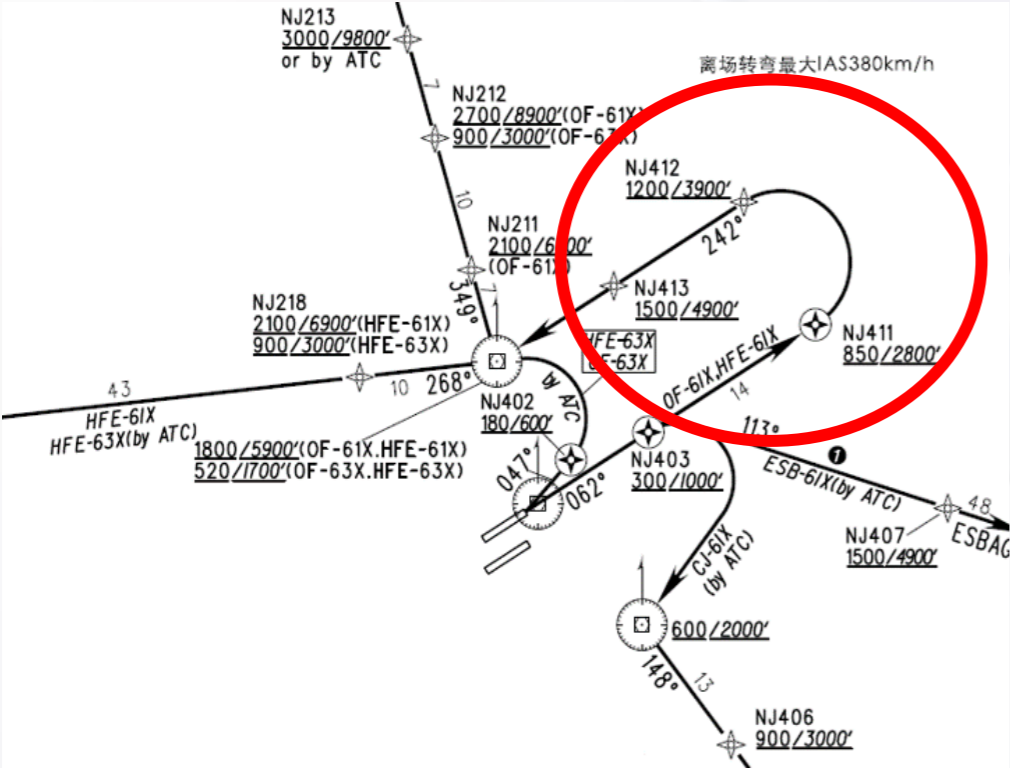 NJ213
3000/9800'
or by ATC
离场转弯最大IAS380km/h
7
NJ212
2700/8900'(OF-61X)
900/3000'(OF-63X)
10
NJ412
1200/3900'
242°
NJ211
2100/6900'
(OF-61X)
7
349°
NJ413
1500/4900'
NJ218
2100/6900'(HFE-61X)
900/3000'(HFE-63X)
HFE-63X
OF-63X
OF-61X,HFE-61X
14
NJ411
850/2800'
43
HFE-61X
HFE-63X(by ATC)
10
268°
by ATC
NJ402
180/600'
1800/5900'(OF-61X.HFE-61X)
520/1700'(OF-63X.HFE-63X)
047°
062°
NJ403
300/1000'
113°
1
ESB-61X(by ATC)
48
ESBAG
NJ407
1500/4900'
CJ-61X
(by ATC)
600/2000'
148°
13
NJ406
900/3000'